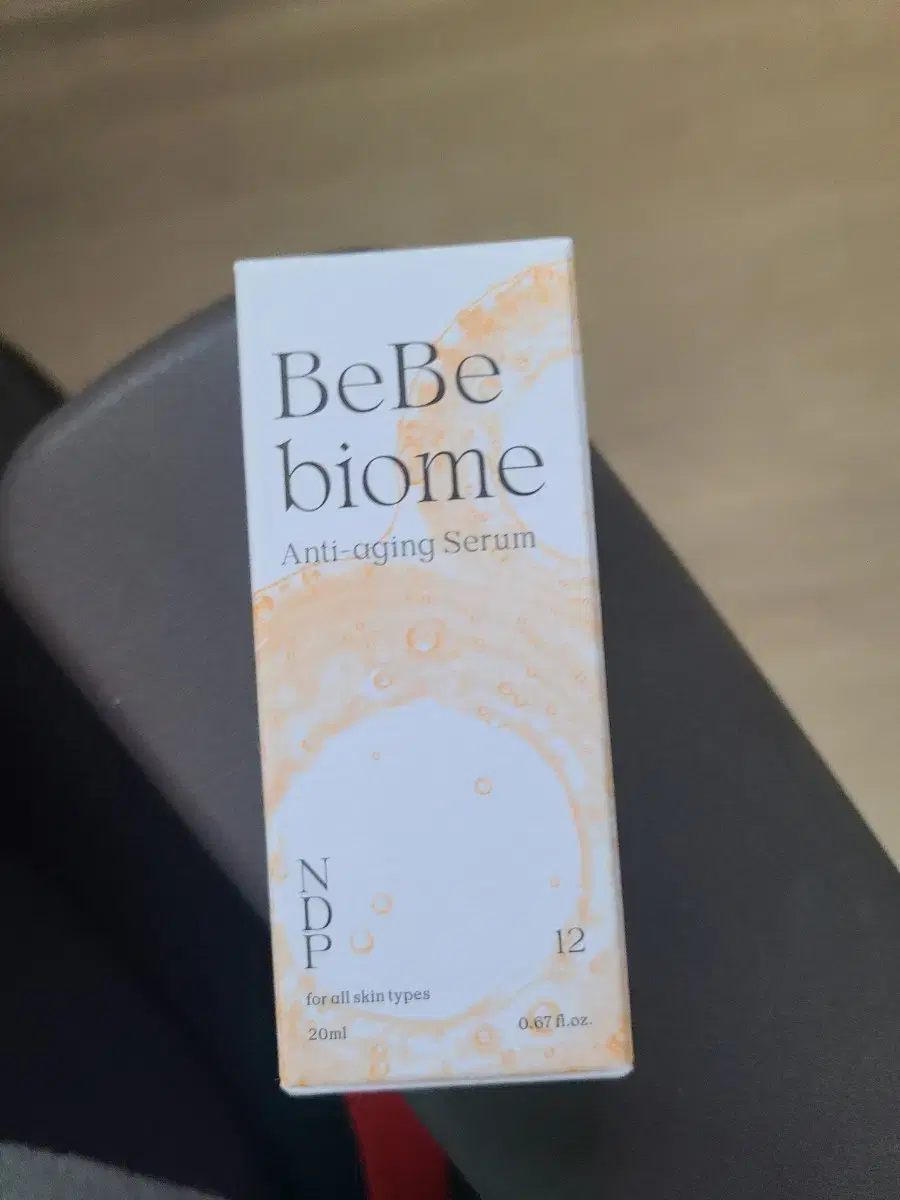 BeBe
biome
Anti-aging Serum
N
D
P
12
for all skin types
20ml
0.67 fl.oz.